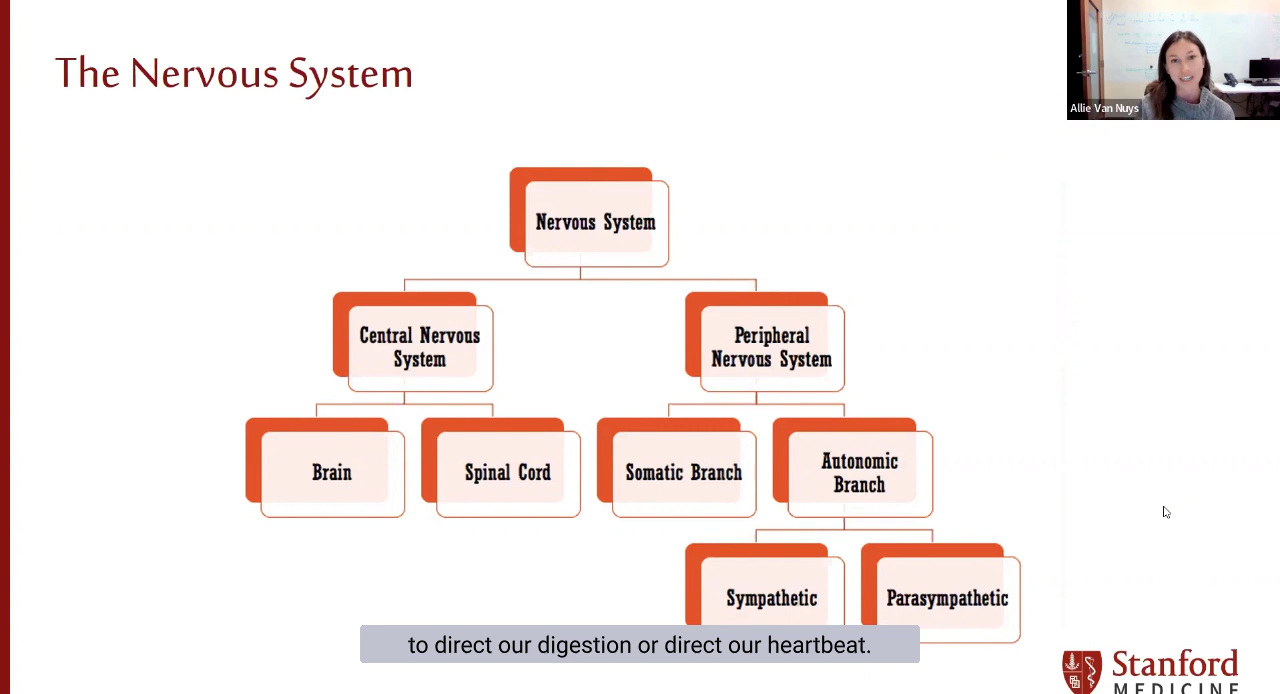 The Nervous System
Allie Van Nuys
Nervous System
Central Nervous
System
Peripheral
Nervous System
Brain
Spinal Cord
Somatic Branch
Autonomic
Branch
Sympathetic
Parasympathetic
to direct our digestion or direct our heartbeat.
Stanford
MEDICINE